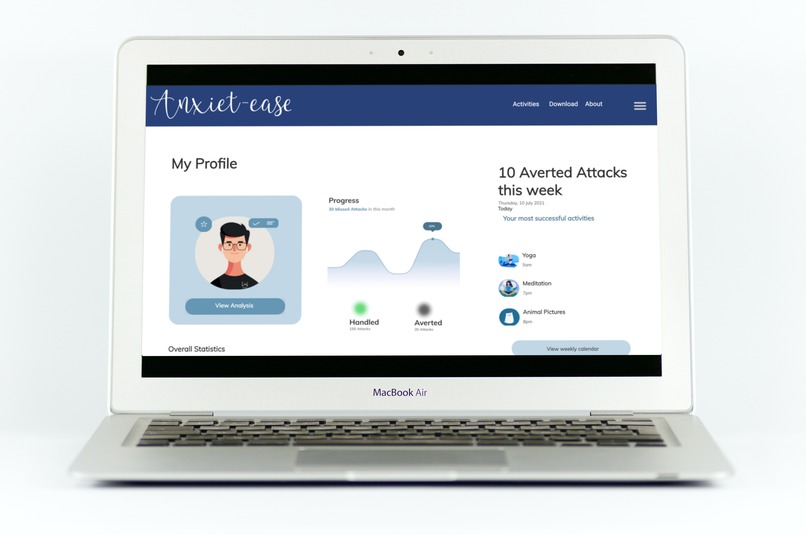 Anxiet-ease
Activities Download About
My Profile
View Analysis
Overall Statistics
Progress
30 Missed Attacks in this month
Handled
Averted
10 Averted Attacks
this week
Thursday, 10 July 2021
Today
Your most successful activities
Yoga
5am
Meditation
7pm
Animal Pictures
8pm
View weekly calendar
MacBook Air